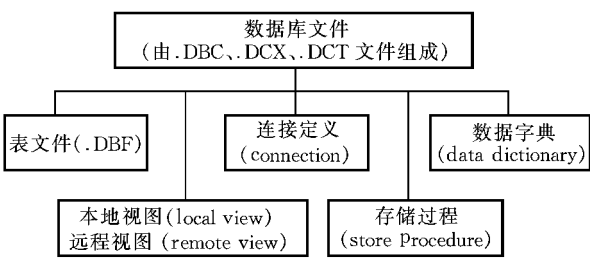 数据库文件
(由.DBC、.DCX、.DCT 文件组成)
表文件(.DBF)
连接定义
(connection)
数据字典
(data dictionary)
本地视图(local view)
远程视图 (remote view)
存储过程
(store procedure)